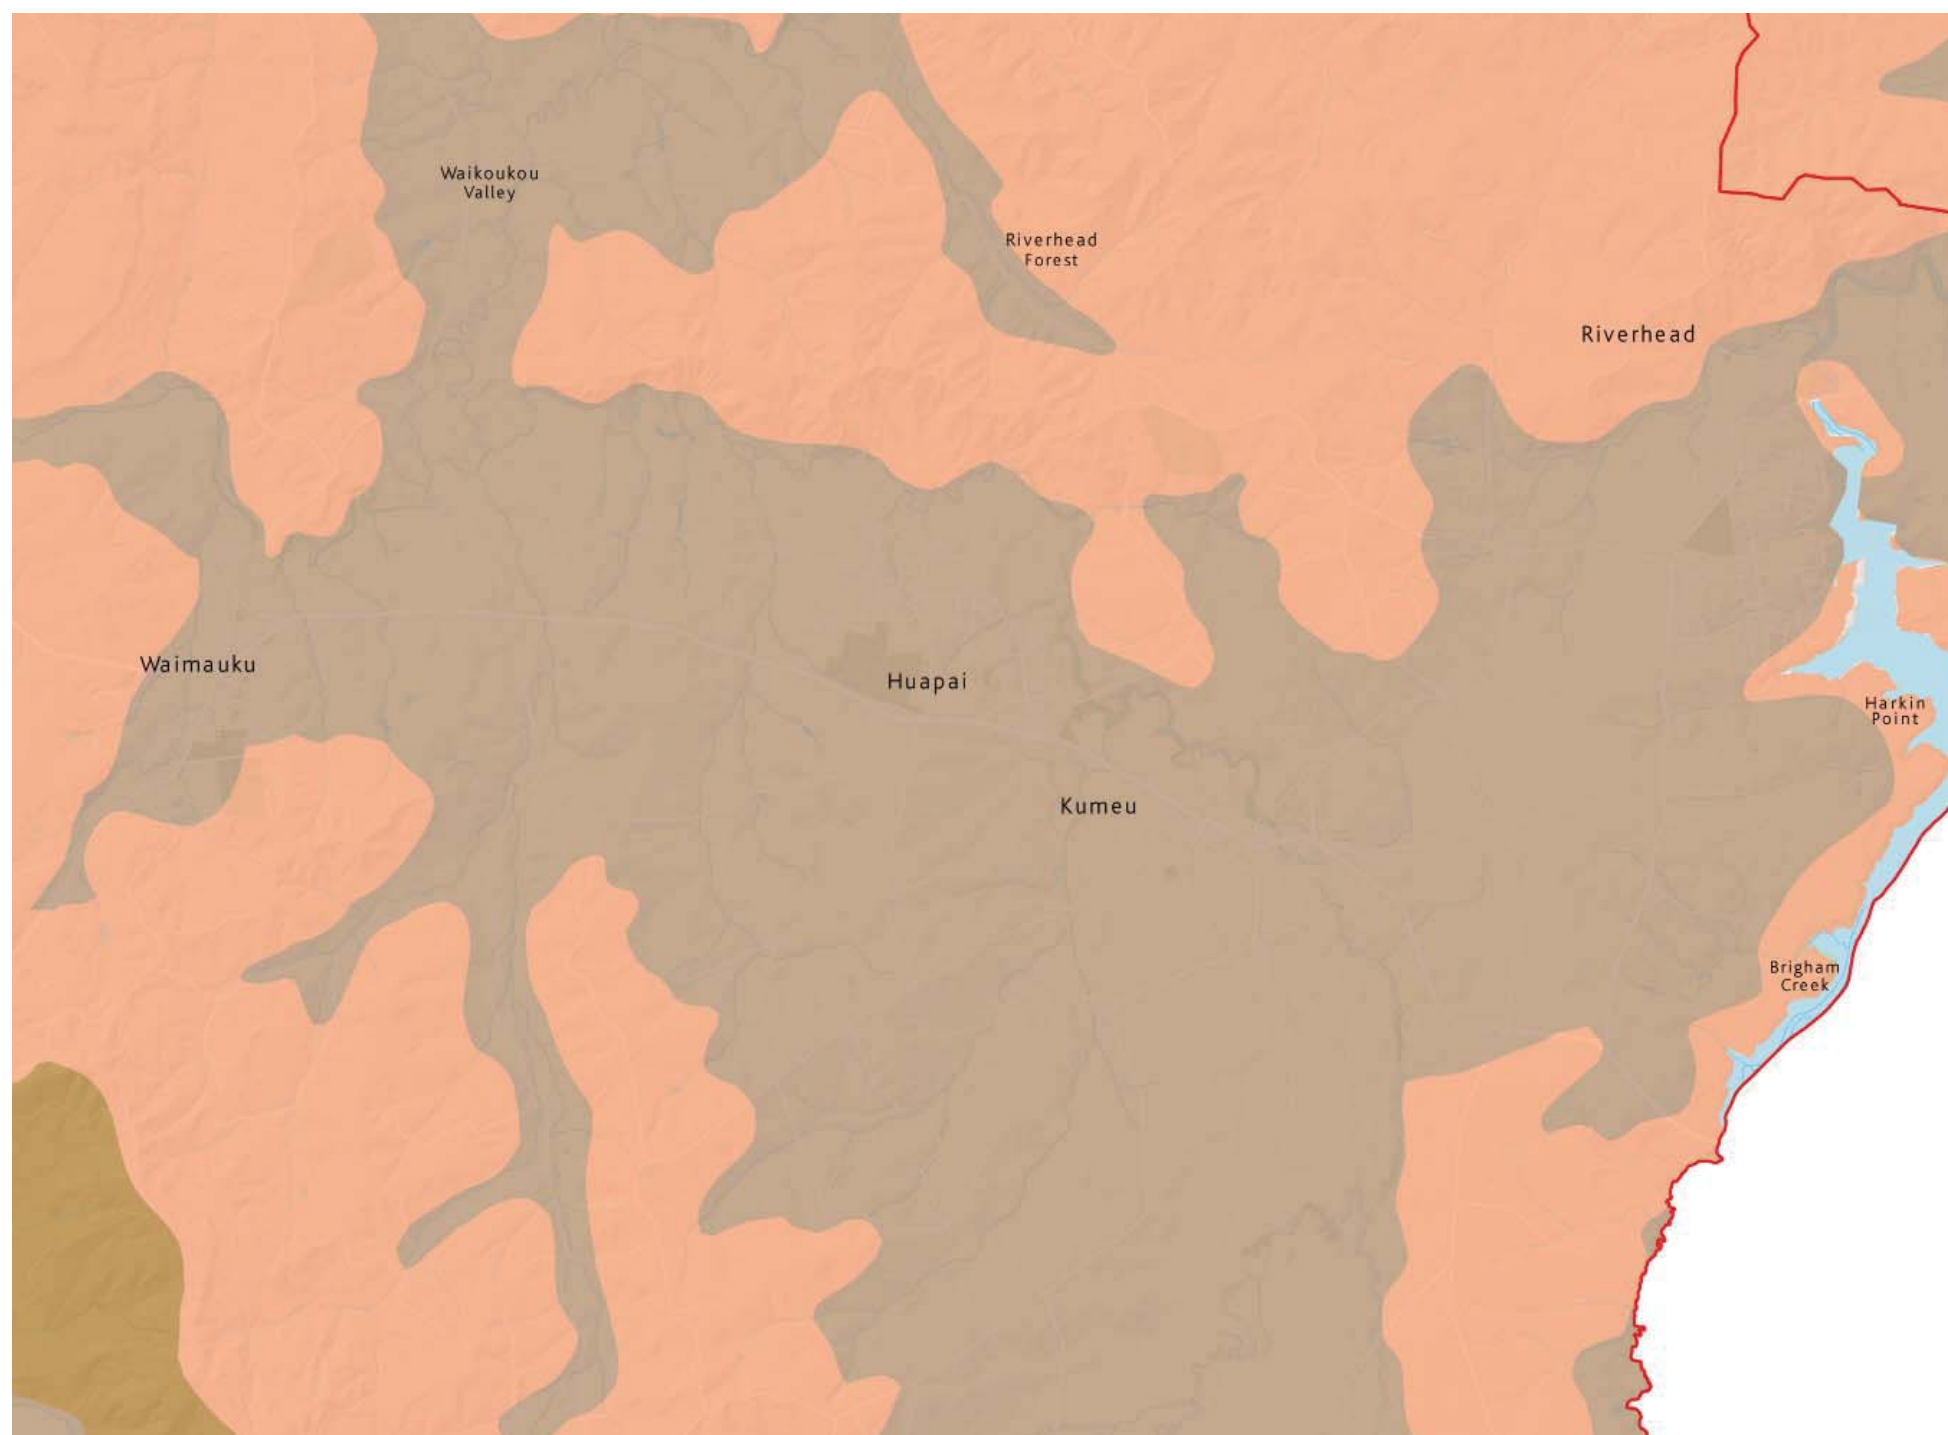 Waikoukou
Valley
Riverhead
Forest
Riverhead
Waimauku
Huapai
Harkin
Point
Kumeu
Brigham
Creek